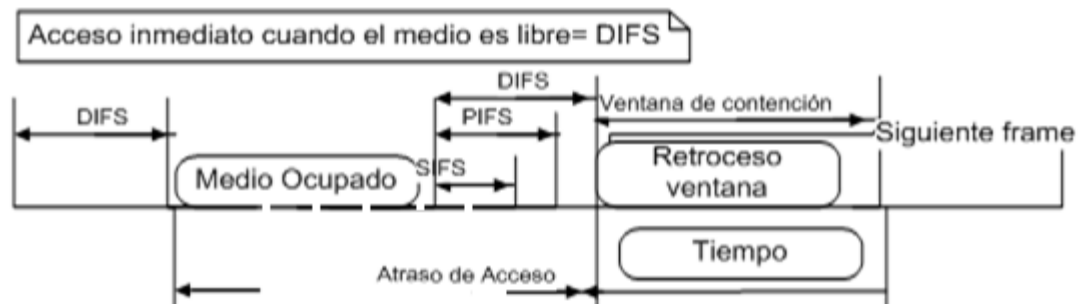 Acceso inmediato cuando el medio es libre= DIFS
DIFS
DIFS
Ventana de contención
PIFS
Siguiente frame
Medio Ocupado
SIFS
Retroceso
ventana
Tiempo
Atraso de Acceso